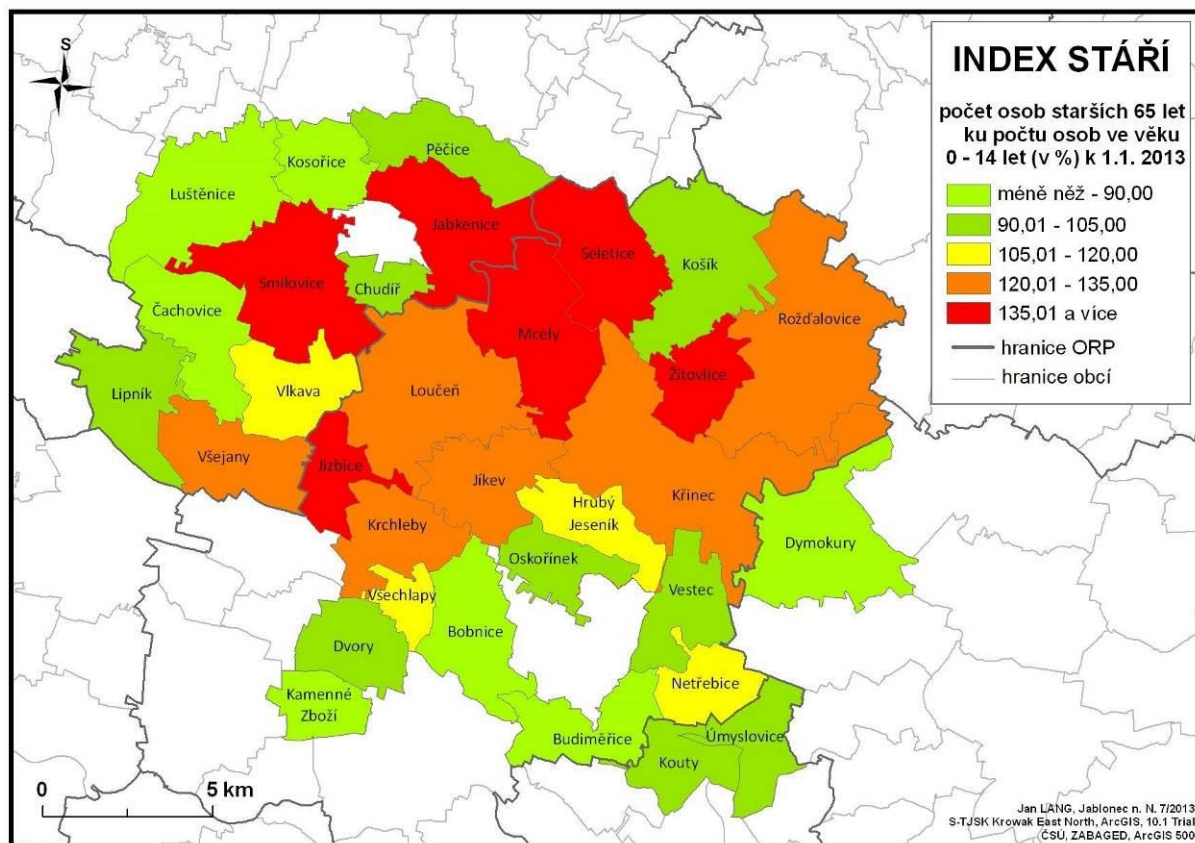 S
INDEX STÁŘÍ
počet osob starších 65 let
ku počtu osob ve věku
0 - 14 let (v %) k 1.1. 2013
méně něž - 90,00
90,01 - 105,00
105,01 - 120,00
120,01 - 135,00
135,01 a více
hranice ORP
hranice obcí
Pěčice
Kosořice
Luštěnice
Jabkenice
Seletice
Košík
Smilovice
Chudíř
Čachovice
Rožďalovice
Mcely
Žitovlice
Lipník
Vlkava
Loučeň
Všejany
Jizbice
Jíkev
Křinec
Hrubý
Jeseník
Krchleby
Dymokury
Oskořínek
Vestec
Všechlapy
Bobnice
Dvory
Netřebice
Kamenné
Zboží
Budiměřice
Úmyslovice
Kouty
0
5 km
Jan LANG, Jablonec n. N. 7/2013
S-TJSK Krowak East North, ArcGIS, 10.1 Trial
ČSÚ, ZABAGED, ArcGIS 500